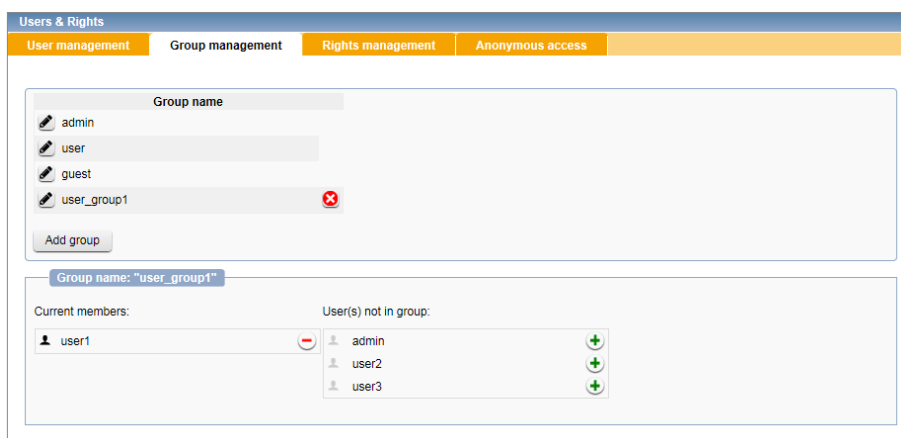 Users & Rights
User management Group management Rights management Anonymous access
Group name
admin
user
guest
user_group1
Add group
Group name: "user_group1"
Current members: User(s) not in group:
user1 admin
user2
user3